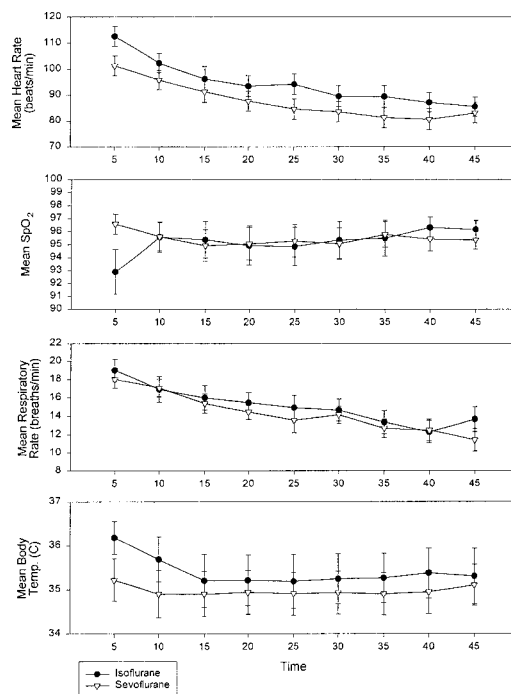 Mean Heart Rate
(beats/min)
120
110
100
90
80
70
5 10 15 20 25 30 35 40 45
Mean SpO2
100
99
98
97
96
95
94
93
92
91
90
5 10 15 20 25 30 35 40 45
Mean Respiratory
Rate (breaths/min)
22
20
18
16
14
12
10
8
5 10 15 20 25 30 35 40 45
Mean Body
Temp. (C)
37
36
35
34
5 10 15 20 25 30 35 40 45
Time
Isoflurane
Sevoflurane